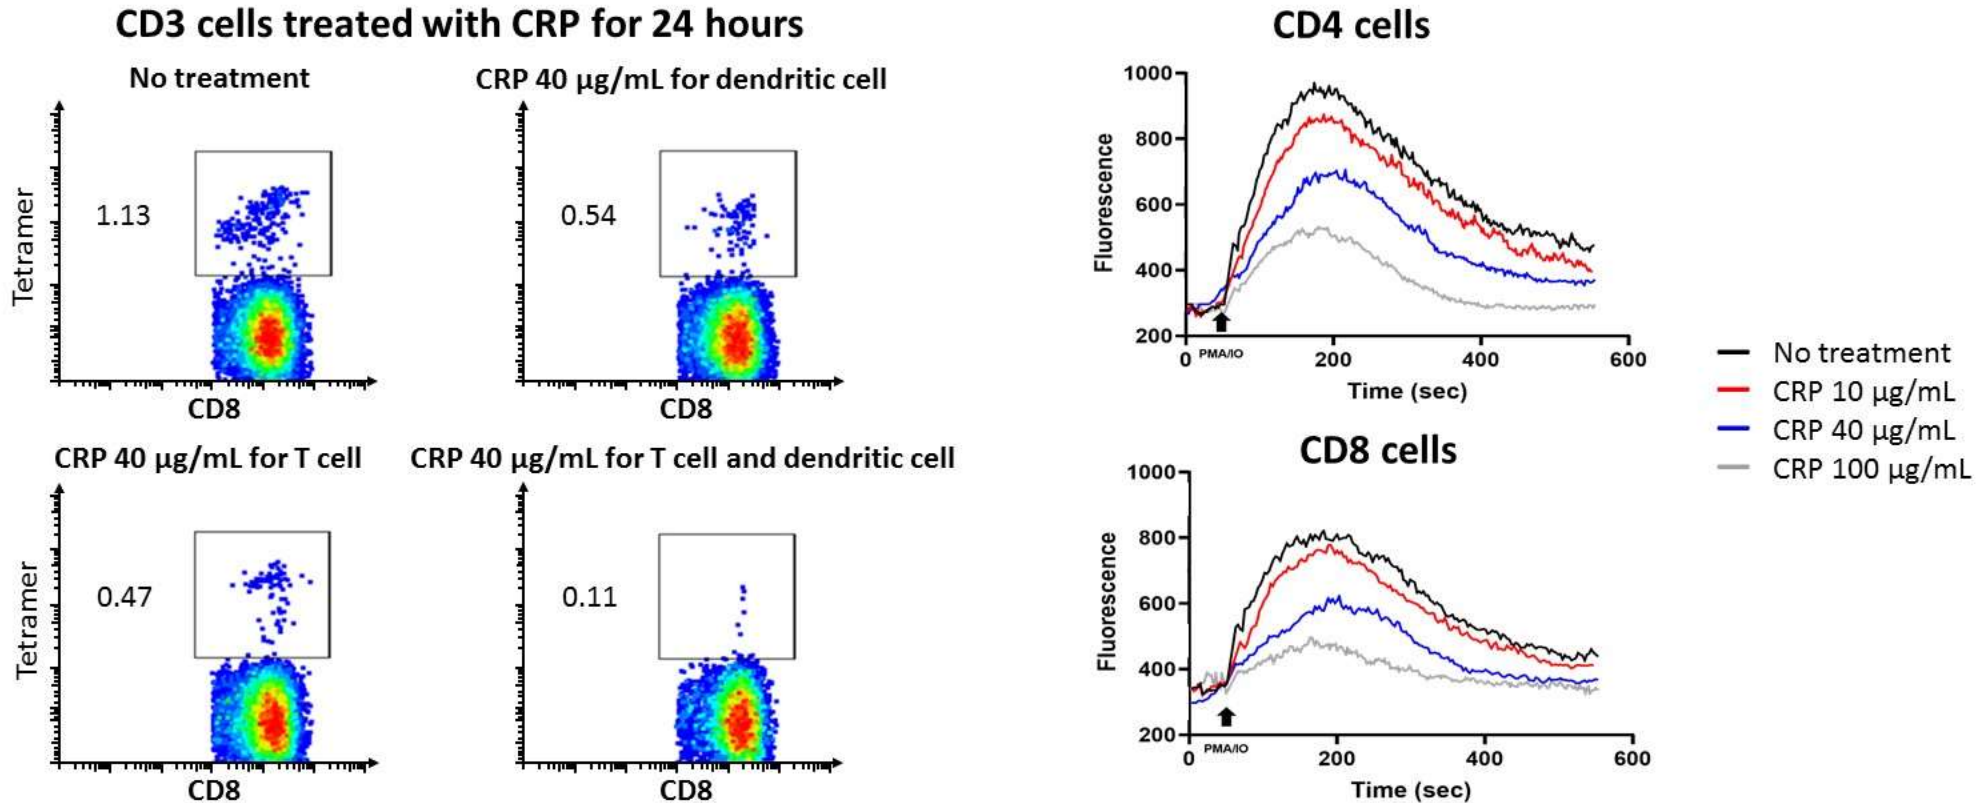 CD3 cells treated with CRP for 24 hours
No treatment
CRP 40 µg/mL for dendritic cell
Tetramer
1.13
0.54
CD8
CD8
CRP 40 µg/mL for T cell
CRP 40 µg/mL for T cell and dendritic cell
Tetramer
0.47
0.11
CD8
CD8
CD4 cells
Fluorescence
1000
800
600
400
200
0
200
400
600
PMA/IO
Time (sec)
CD8 cells
Fluorescence
1000
800
600
400
200
0
200
400
600
PMA/IO
Time (sec)
No treatment
CRP 10 µg/mL
CRP 40 µg/mL
CRP 100 µg/mL